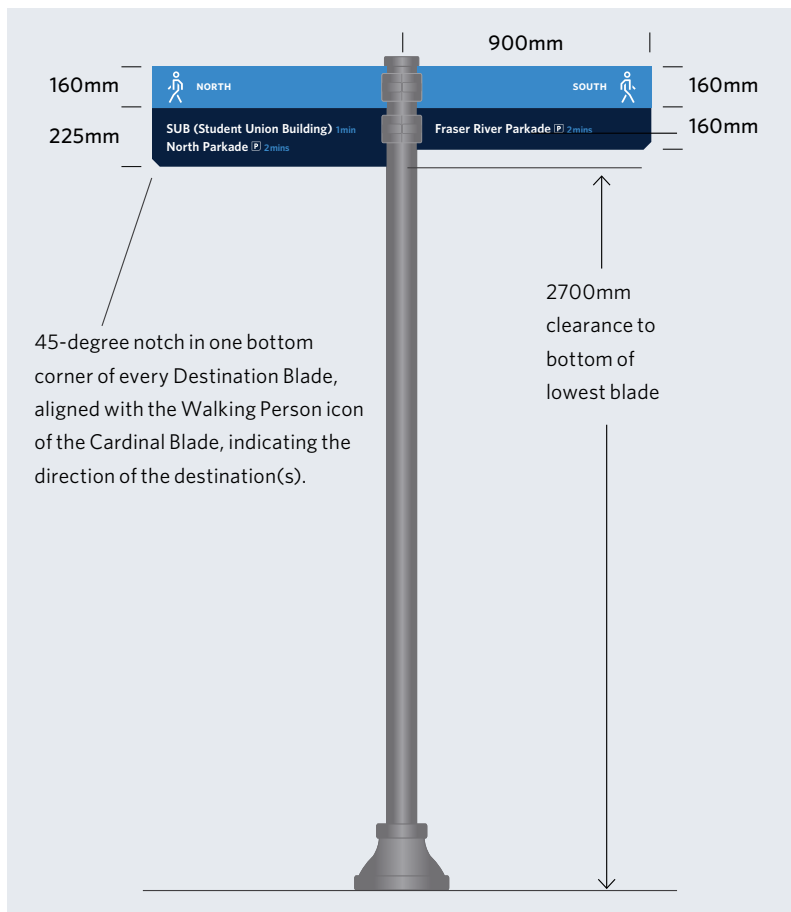 900mm
160mm
NORTH
SOUTH
160mm
225mm
SUB (Student Union Building) 1min
North Parkade P 2mins
Fraser River Parkade P 2mins
160mm
2700mm
clearance to
bottom of
lowest blade
45-degree notch in one bottom
corner of every Destination Blade,
aligned with the Walking Person icon
of the Cardinal Blade, indicating the
direction of the destination(s).